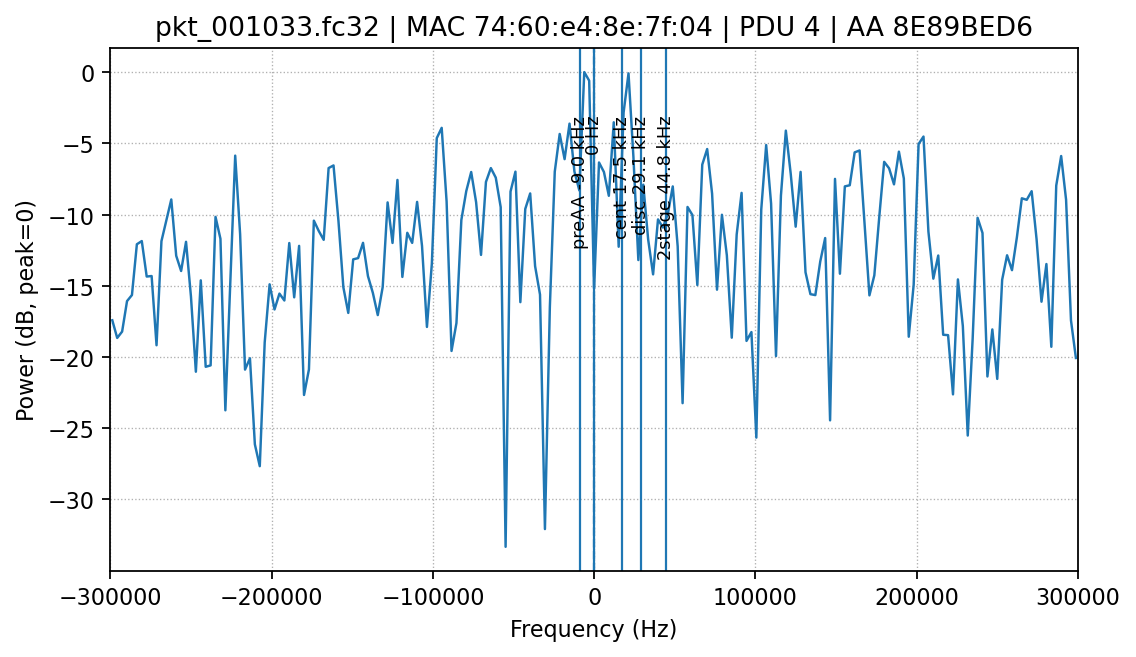 pkt_001033.fc32 | MAC 74:60:e4:8e:7f:04 | PDU 4 | AA 8E89BED6
Power (dB, peak=0)
0
−5
−10
−15
−20
−25
−30
preAA -9.0 kHz
0 Hz
cent 17.5 kHz
disc 29.1 kHz
2stage 44.8 kHz
−300000
−200000
−100000
0
100000
200000
300000
Frequency (Hz)